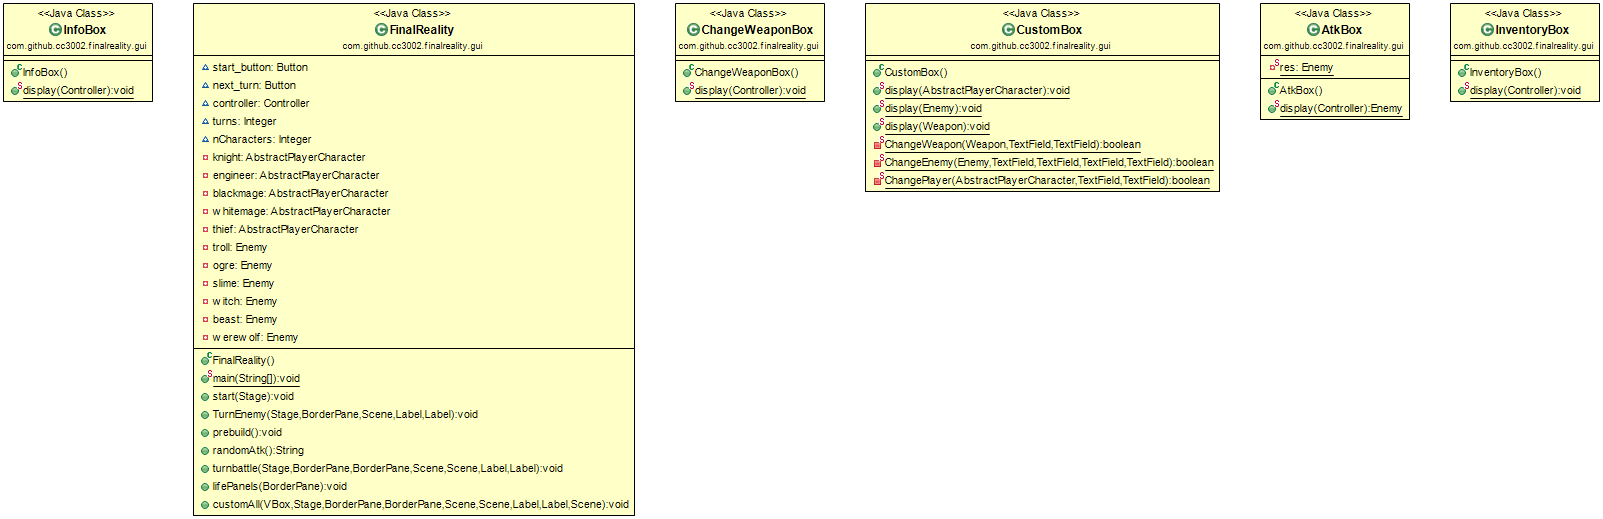 <<Java Class>>
InfoBox
com.github.cc3002.finalreality.gui
InfoBox()
display(Controller):void
<<Java Class>>
FinalReality
com.github.cc3002.finalreality.gui
start_button: Button
next_turn: Button
controller: Controller
turns: Integer
nCharacters: Integer
knight: AbstractPlayerCharacter
engineer: AbstractPlayerCharacter
blackmage: AbstractPlayerCharacter
whitemage: AbstractPlayerCharacter
thief: AbstractPlayerCharacter
troll: Enemy
ogre: Enemy
slime: Enemy
witch: Enemy
beast: Enemy
werewolf: Enemy
FinalReality()
main(String[]):void
start(Stage):void
TurnEnemy(Stage,BorderPane,Scene,Label,Label):void
prebuild():void
randomAtk():String
turnbattle(Stage,BorderPane,BorderPane,Scene,Scene,Label,Label):void
lifePanels(BorderPane):void
customAll(VBox,Stage,BorderPane,BorderPane,Scene,Scene,Label,Label,Scene):void
<<Java Class>>
ChangeWeaponBox
com.github.cc3002.finalreality.gui
ChangeWeaponBox()
display(Controller):void
<<Java Class>>
CustomBox
com.github.cc3002.finalreality.gui
CustomBox()
display(AbstractPlayerCharacter):void
display(Enemy):void
display(Weapon):void
ChangeWeapon(Weapon,TextField,TextField):boolean
ChangeEnemy(Enemy,TextField,TextField,TextField,TextField):boolean
ChangePlayer(AbstractPlayerCharacter,TextField,TextField):boolean
<<Java Class>>
AtkBox
com.github.cc3002.finalreality.gui
res: Enemy
AtkBox()
display(Controller):Enemy
<<Java Class>>
InventoryBox
com.github.cc3002.finalreality.gui
InventoryBox()
display(Controller):void